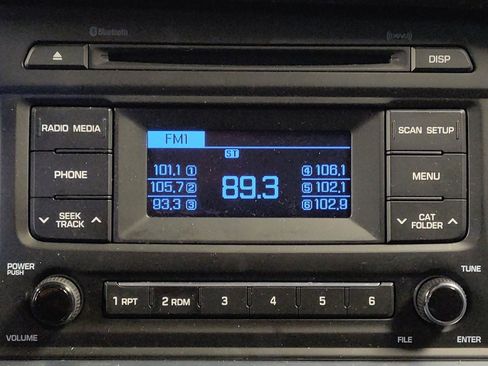 Bluetooth
DISP
RADIO MEDIA
FM1
SCAN SETUP
ST
101,1 1
4 106,1
PHONE
105,7 2
89.3
5 102,1
MENU
93,3 3
6 102,9
SEEK
TRACK
CAT
FOLDER
POWER
PUSH
TUNE
1 RPT
2 RDM
3
4
5
6
VOLUME
FILE
ENTER